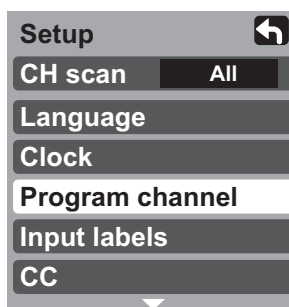 Setup
CH scan All
Language
Clock
Program channel
Input labels
CC